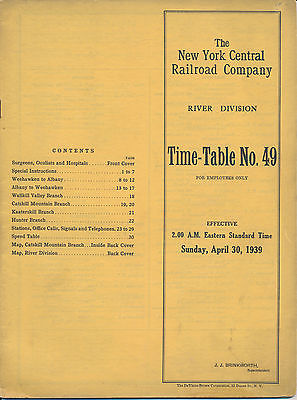 The
New York Central
Railroad Company
RIVER DIVISION
Time-Table No. 49
FOR EMPLOYEES ONLY
EFFECTIVE
2.00 A.M. Eastern Standard Time
Sunday, April 30, 1939
J. J. BRINKWORTH,
Superintendent
CONTENTS
PAGE
Surgeons, Oculists and Hospitals . . Front Cover
Special Instructions . . . 1 to 7
Weehawken to Albany . . . 8 to 12
Albany to Weehawken . . . 13 to 17
Wallkill Valley Branch . . . 18
Catskill Mountain Branch . . . 19, 20
Kaaterskill Branch . . . 21
Hunter Branch . . . 22
Stations, Office Calls, Signals and Telephones, 23 to 29
Speed Table . . . 30
Map, Catskill Mountain Branch . . Inside Back Cover
Map, River Division . . . Back Cover